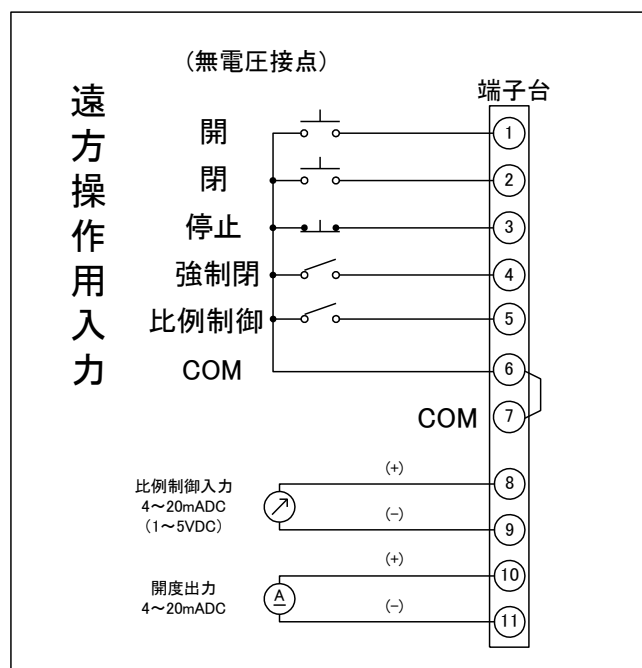 (無電圧接点)
端子台
遠方操作用入力
開
1
閉
2
停止
3
強制閉
4
比例制御
5
COM
6
COM
7
比例制御入力
4～20mADC
(1～5VDC)
(+)
8
(−)
9
開度出力
4～20mADC
A
(+)
10
(−)
11